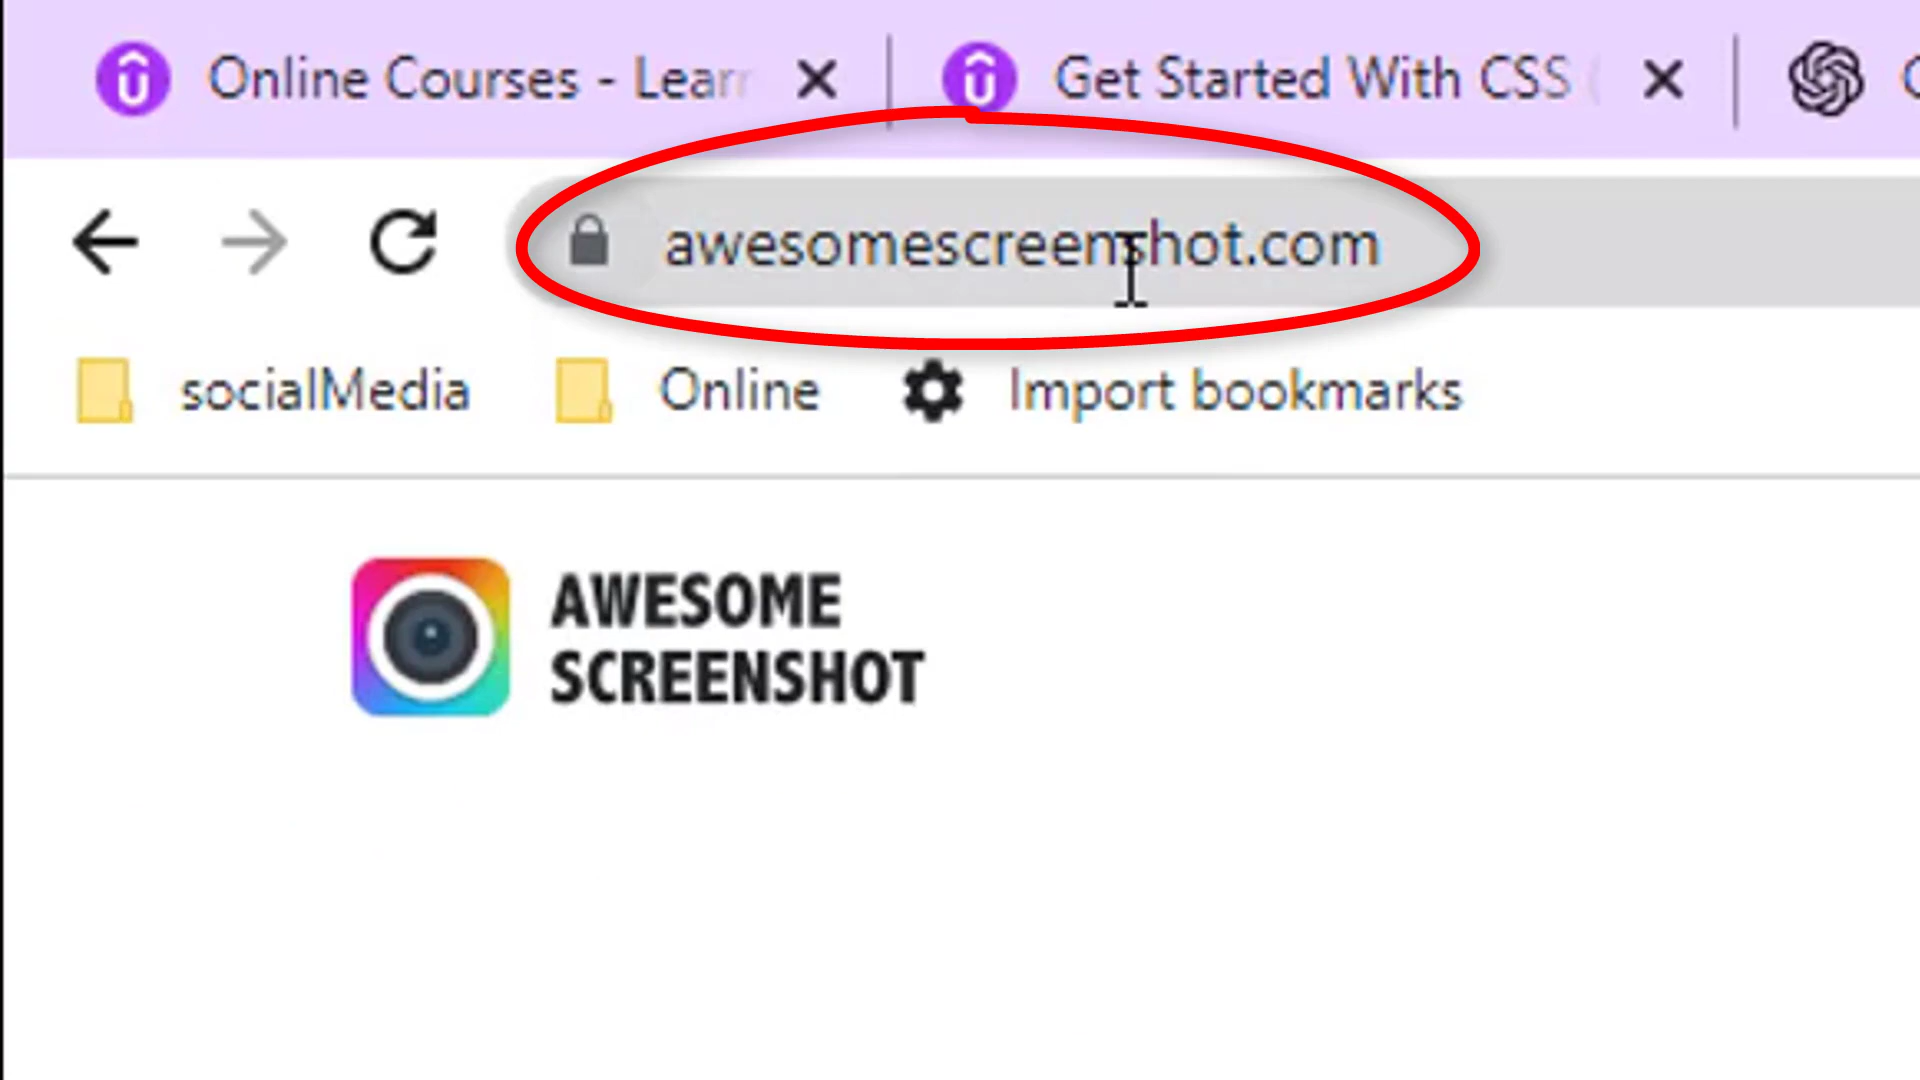 Online Courses - Lear
Get Started With CSS
awesomescreenshot.com
socialMedia
Online
Import bookmarks
AWESOME
SCREENSHOT